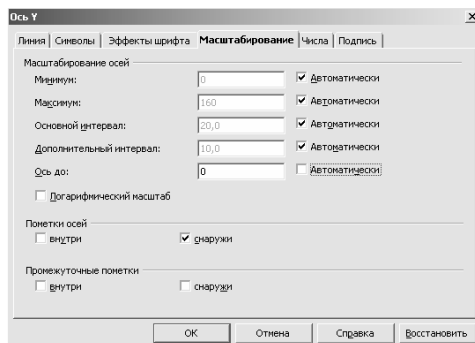 Ось Y
Линия Символы Эффекты шрифта Масштабирование Числа Подпись
Масштабирование осей
Минимум: 0 Автоматически
Максимум: 160 Автоматически
Основной интервал: 20,0 Автоматически
Дополнительный интервал: 10,0 Автоматически
Ось до: 0 Автоматически
Логарифмический масштаб
Пометки осей
внутри снаружи
Промежуточные пометки
внутри снаружи
OK Отмена Справка Восстановить